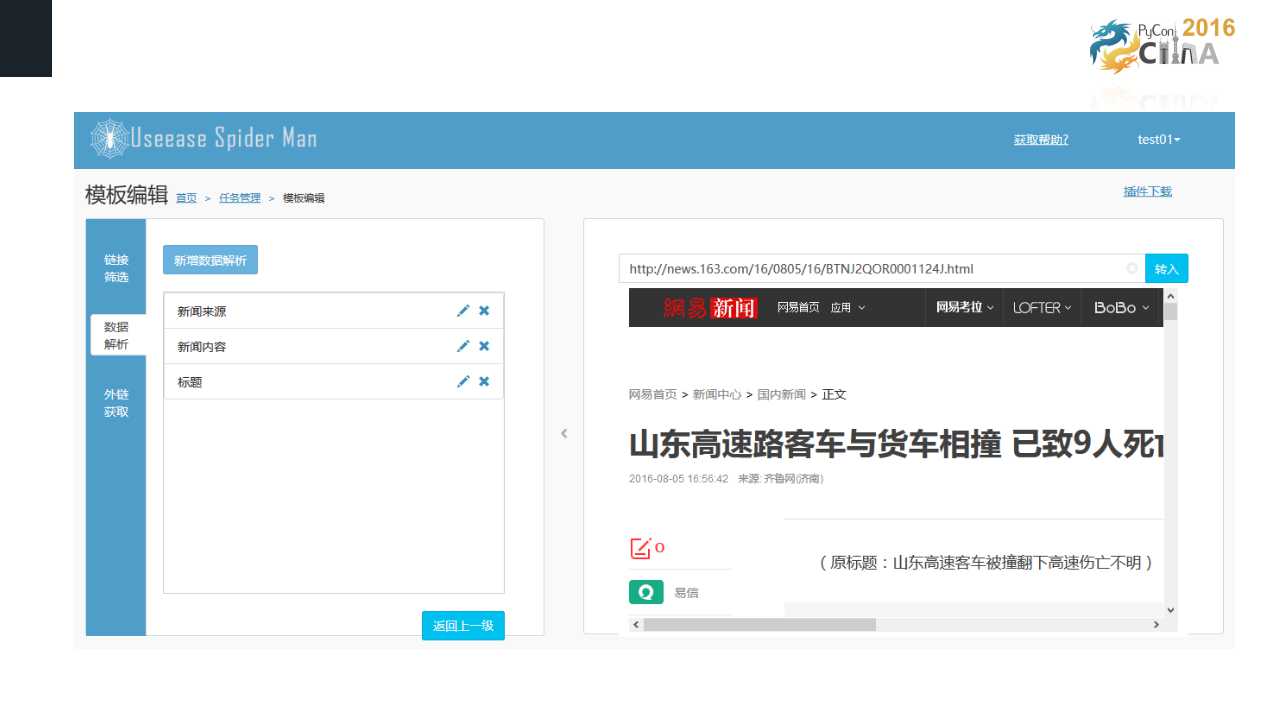 PyCon 2016
CHINA
Useease Spider Man
获取帮助?
test01
模板编辑 首页 > 任务管理 > 模板编辑
插件下载
链接
筛选
数据
解析
外链
获取
新增数据解析
新闻来源
新闻内容
标题
返回上一级
http://news.163.com/16/0805/16/BTNJ2QOR0001124J.html
转入
網易新闻 网易首页 应用 网易考拉 LOFTER BoBo
网易首页 > 新闻中心 > 国内新闻 > 正文
山东高速路客车与货车相撞 已致9人死
2016-08-05 16:56:42 来源: 齐鲁网(济南)
0
(原标题：山东高速客车被撞翻下高速伤亡不明)
易信